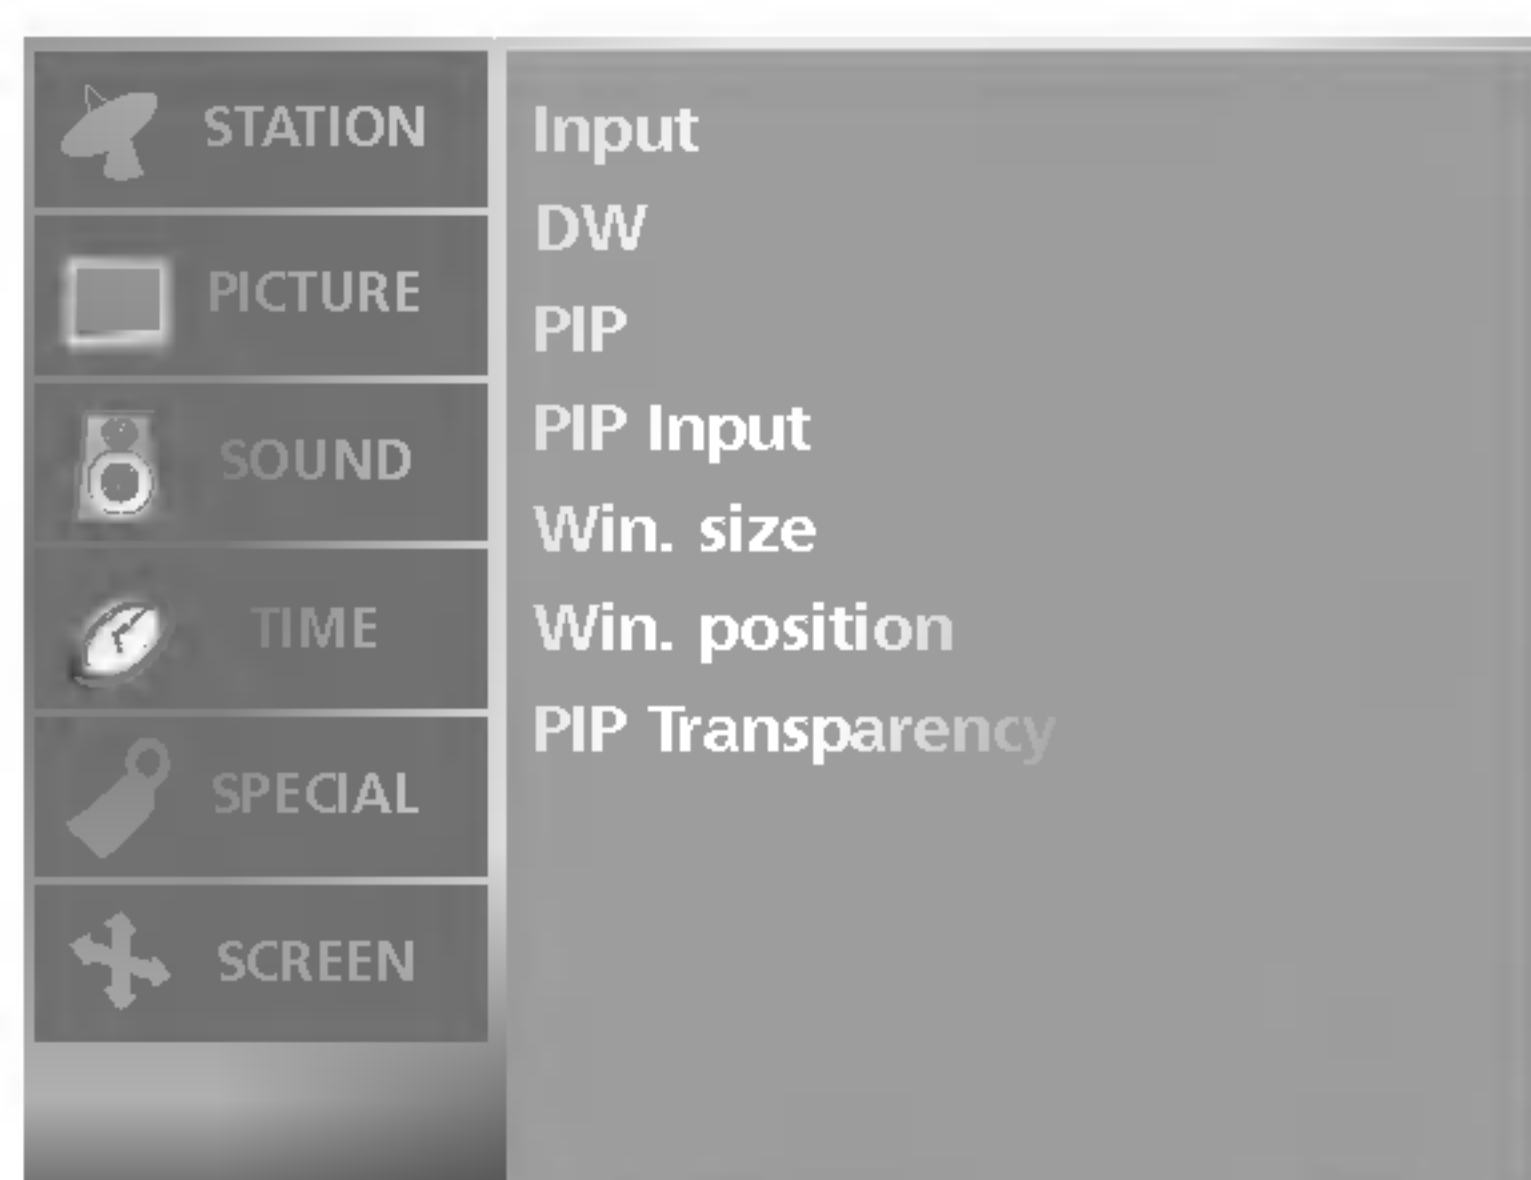 STATION
PICTURE
SOUND
TIME
SPECIAL
SCREEN
Input
DW
PIP
PIP Input
Win. size
Win. position
PIP Transparency